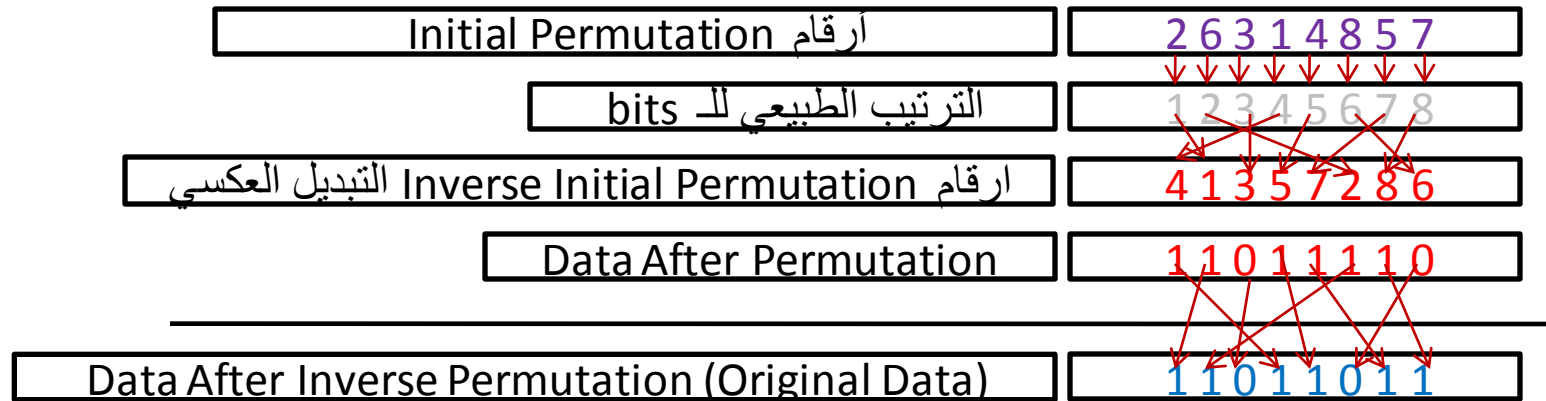 أرقام Initial Permutation 2 6 3 1 4 8 5 7
الترتيب الطبيعي للـ bits 1 2 3 4 5 6 7 8
ارقام Inverse Initial Permutation التبديل العكسي 4 1 3 5 7 2 8 6
Data After Permutation 1 1 0 1 1 1 1 0
Data After Inverse Permutation (Original Data) 1 1 0 1 1 0 1 1